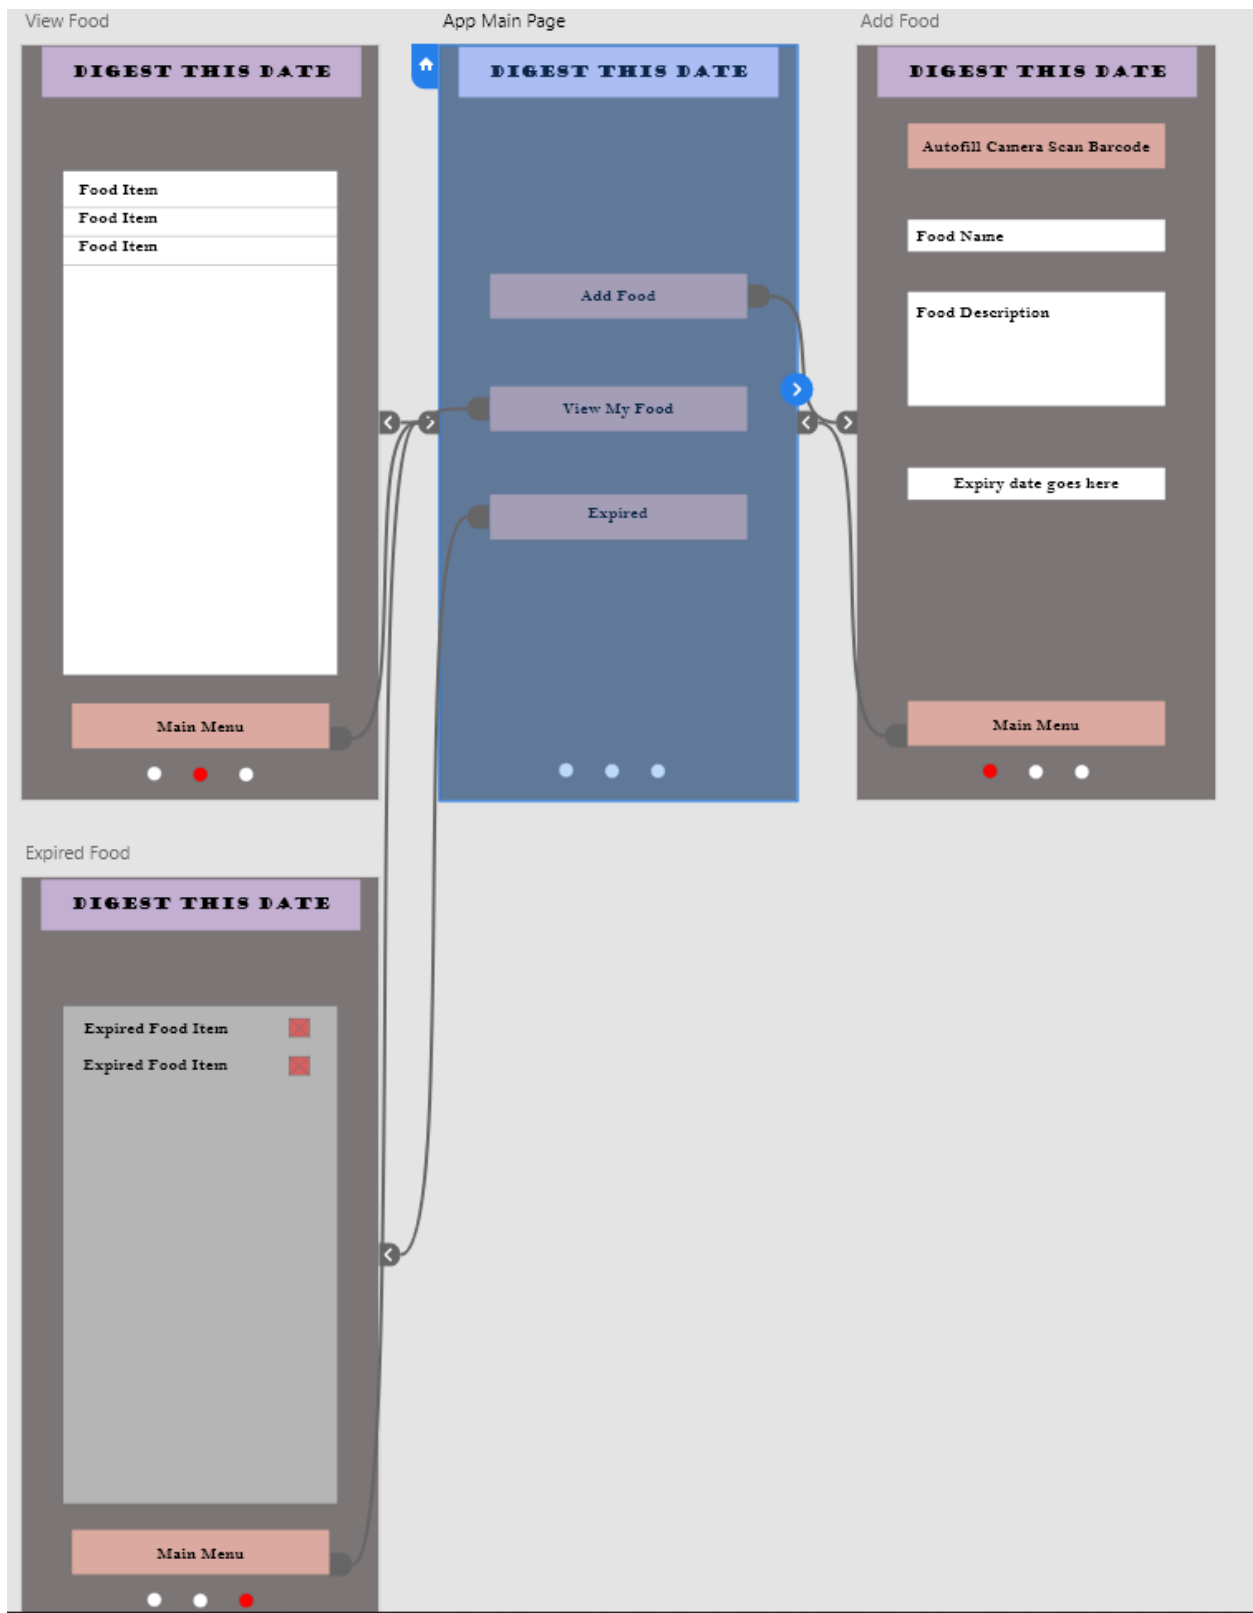 View Food
DIGEST THIS DATE
Food Item
Food Item
Food Item
Main Menu
App Main Page
DIGEST THIS DATE
Add Food
View My Food
Expired
Add Food
DIGEST THIS DATE
Autofill Camera Scan Barcode
Food Name
Food Description
Expiry date goes here
Main Menu
Expired Food
DIGEST THIS DATE
Expired Food Item
Expired Food Item
Main Menu